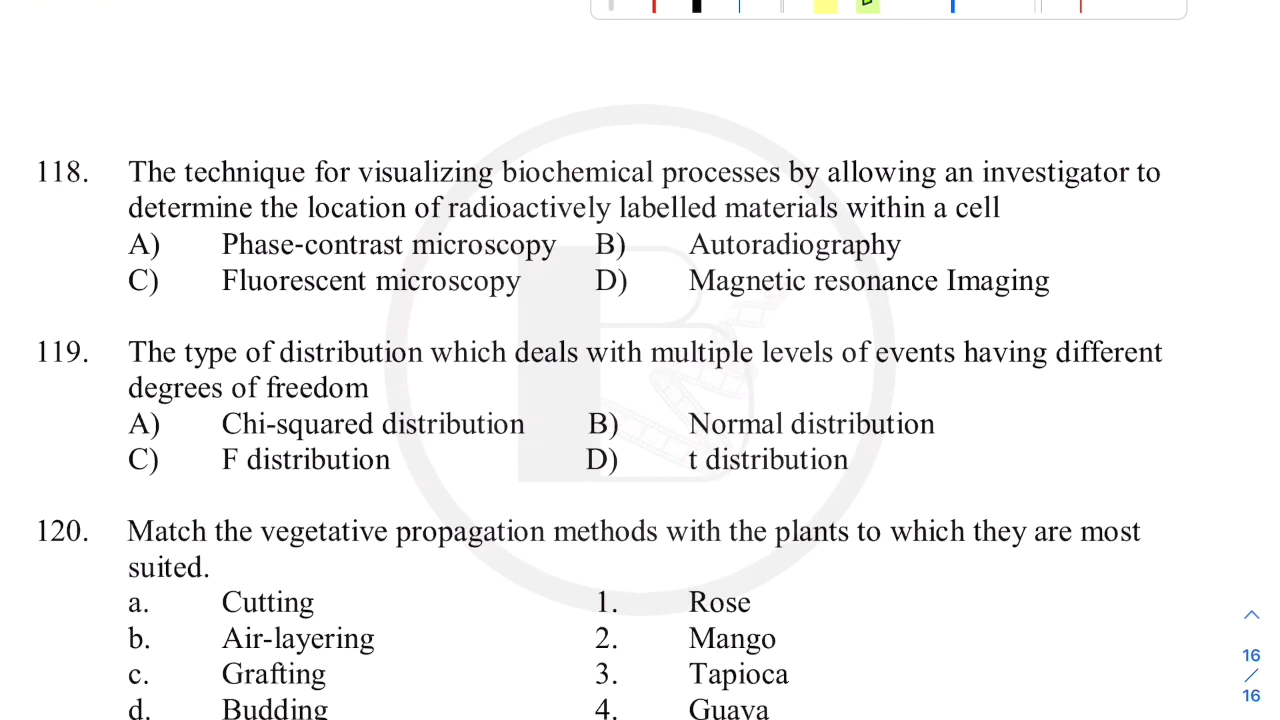 118. The technique for visualizing biochemical processes by allowing an investigator to
determine the location of radioactively labelled materials within a cell
A) Phase-contrast microscopy B) Autoradiography
C) Fluorescent microscopy D) Magnetic resonance Imaging
119. The type of distribution which deals with multiple levels of events having different
degrees of freedom
A) Chi-squared distribution B) Normal distribution
C) F distribution D) t distribution
120. Match the vegetative propagation methods with the plants to which they are most
suited.
a. Cutting 1. Rose
b. Air-layering 2. Mango
c. Grafting 3. Tapioca
d. Budding 4. Guava
16
/
16